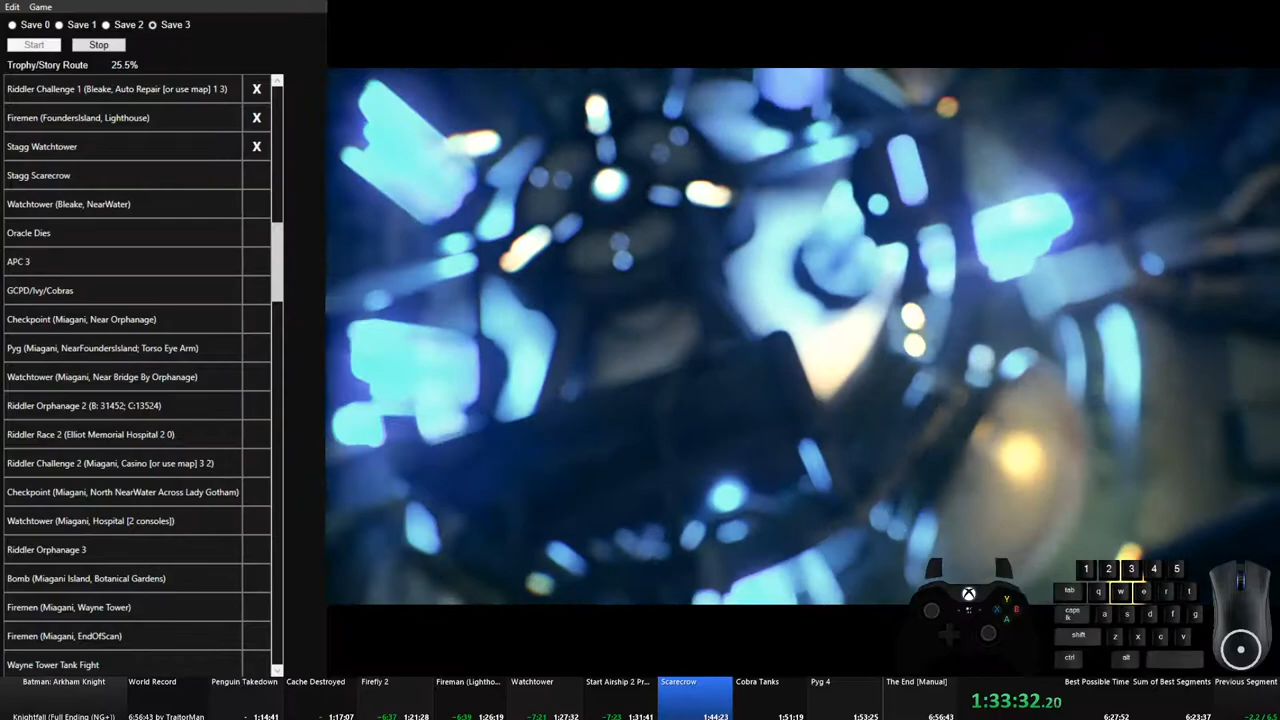 Edit Game
Save 0 Save 1 Save 2 Save 3
Start Stop
Trophy/Story Route 25.5%
Riddler Challenge 1 (Bleake, Auto Repair [or use map] 1 3) X
Firemen (FoundersIsland, Lighthouse) X
Stagg Watchtower X
Stagg Scarecrow
Watchtower (Bleake, NearWater)
Oracle Dies
APC 3
GCPD/Ivy/Cobras
Checkpoint (Miagani, Near Orphanage)
Pyg (Miagani, NearFoundersIsland; Torso Eye Arm)
Watchtower (Miagani, Near Bridge By Orphanage)
Riddler Orphanage 2 (B: 31452; C:13524)
Riddler Race 2 (Elliot Memorial Hospital 2 0)
Riddler Challenge 2 (Miagani, Casino [or use map] 3 2)
Checkpoint (Miagani, North NearWater Across Lady Gotham)
Watchtower (Miagani, Hospital [2 consoles])
Riddler Orphanage 3
Bomb (Miagani Island, Botanical Gardens)
Firemen (Miagani, Wayne Tower)
Firemen (Miagani, EndOfScan)
Wayne Tower Tank Fight
1 2 3 4 5
tab q w e r t
caps lk a s d f g
shift z x c v
ctrl alt
Y
X B
A
Batman: Arkham Knight World Record Penguin Takedown Cache Destroyed Firefly 2 Fireman (Lightho... Watchtower Start Airship 2 Pr... Scarecrow Cobra Tanks Pyg 4 The End [Manual] 1:33:32.20 Best Possible Time Sum of Best Segments Previous Segment
Knightfall (Full Ending (NG+)) 6:56:43 by TraitorMan - 1:14:41 - 1:17:07 -6:37 1:21:28 -6:39 1:26:19 -7:21 1:27:32 -7:23 1:31:41 1:44:23 1:51:19 1:53:25 6:56:43 6:27:52 6:23:37 -2.2 / 6.0